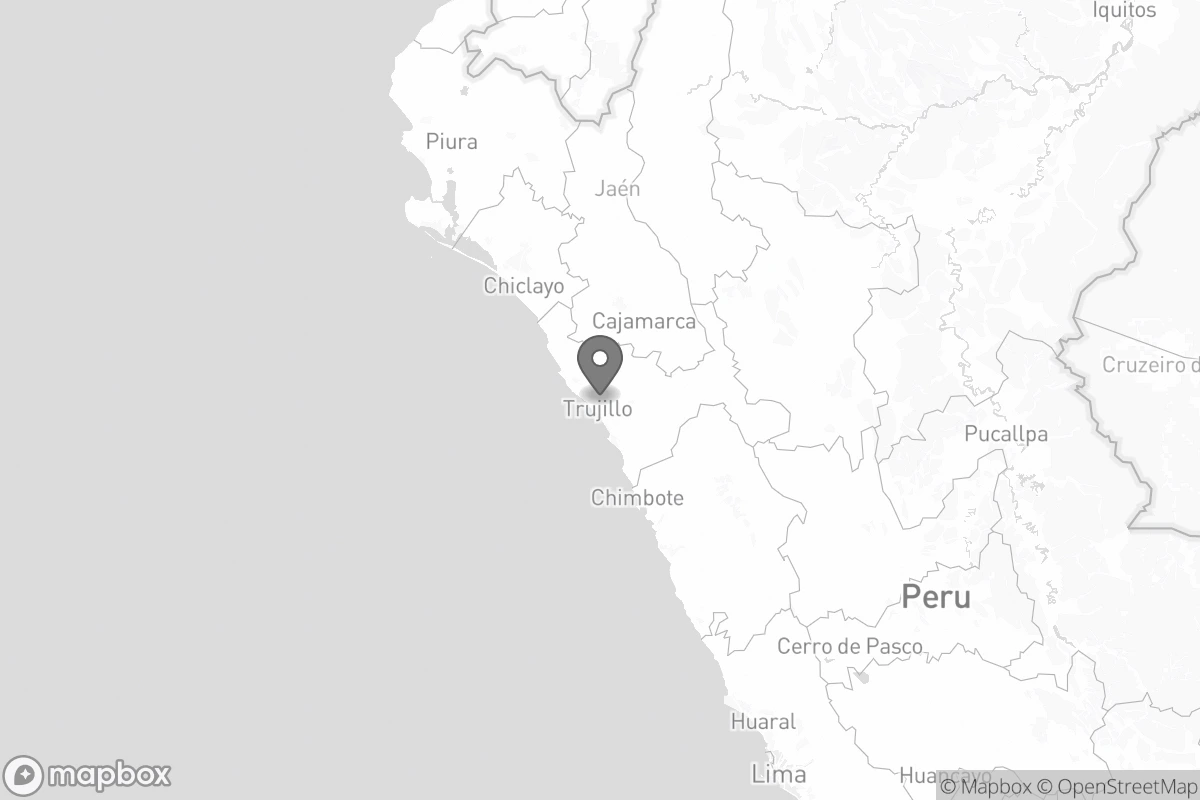 Iquitos
Piura
Jaén
Chiclayo
Cajamarca
Cruzeiro d
Trujillo
Pucallpa
Chimbote
Peru
Cerro de Pasco
Huaral
Lima
Huancayo
mapbox
© Mapbox © OpenStreetMap